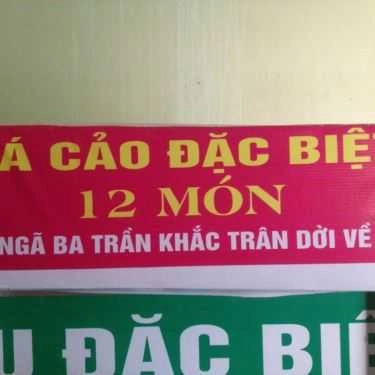 Á CẢO ĐẶC BIỆ
12 MÓN
NGÃ BA TRẦN KHẮC TRÂN DỜI VỀ
U ĐẶC BIỆ